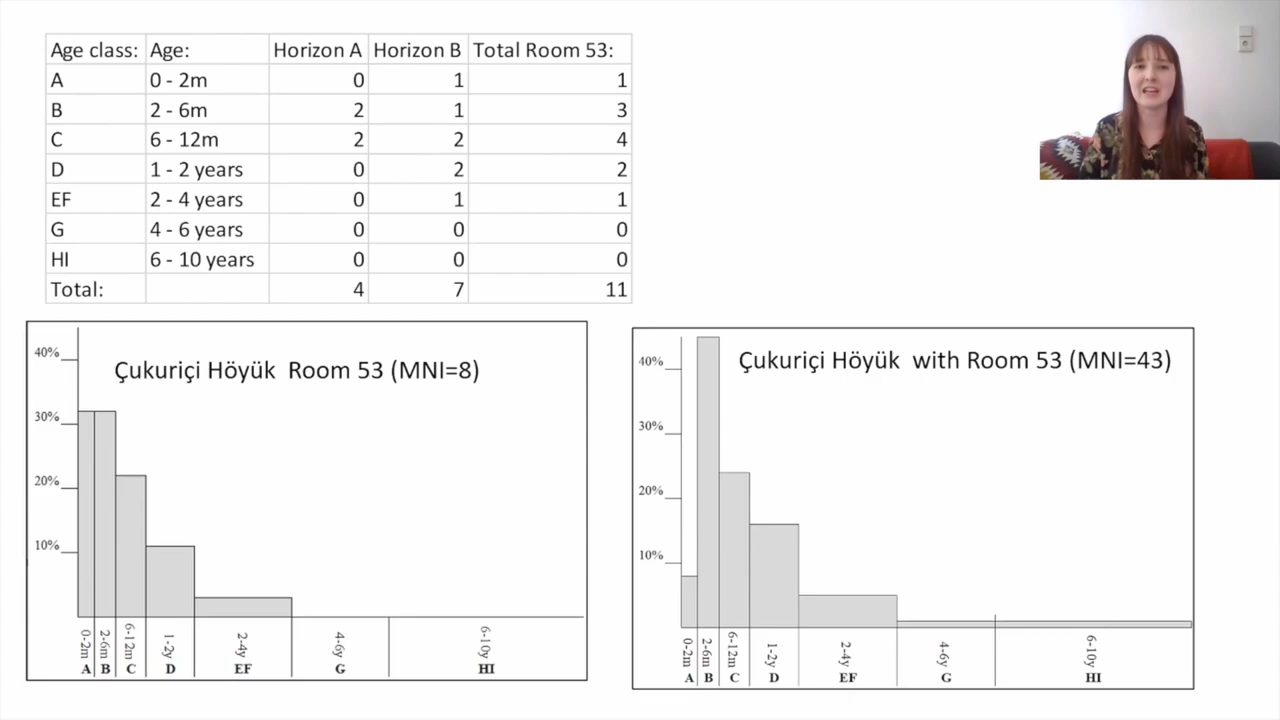 Age class: Age: Horizon A Horizon B Total Room 53:
A 0 - 2m 0 1 1
B 2 - 6m 2 1 3
C 6 - 12m 2 2 4
D 1 - 2 years 0 2 2
EF 2 - 4 years 0 1 1
G 4 - 6 years 0 0 0
HI 6 - 10 years 0 0 0
Total: 4 7 11
Çukuriçi Höyük Room 53 (MNI=8)
40%
30%
20%
10%
0-2m 2-6m 6-12m 1-2y 2-4y 4-6y 6-10y
A B C D EF G HI
Çukuriçi Höyük with Room 53 (MNI=43)
40%
30%
20%
10%
0-2m 2-6m 6-12m 1-2y 2-4y 4-6y 6-10y
A B C D EF G HI